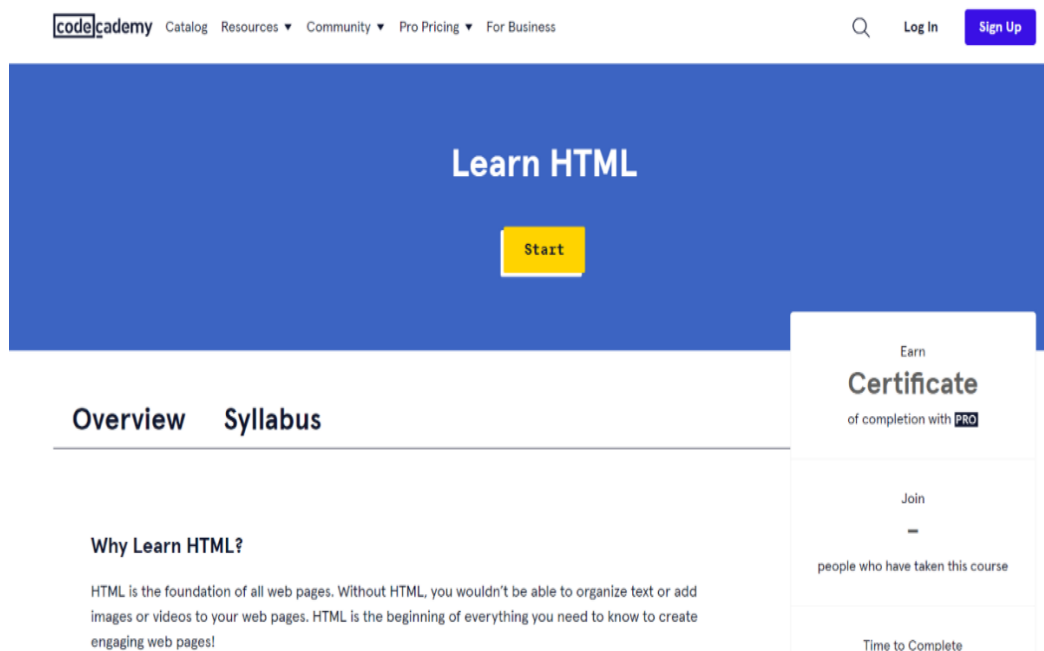 codecademy Catalog Resources ▼ Community ▼ Pro Pricing ▼ For Business Log In Sign Up
Learn HTML
Start
Overview Syllabus
Why Learn HTML?
HTML is the foundation of all web pages. Without HTML, you wouldn’t be able to organize text or add
images or videos to your web pages. HTML is the beginning of everything you need to know to create
engaging web pages!
Earn
Certificate
of completion with PRO
Join
–
people who have taken this course
Time to Complete